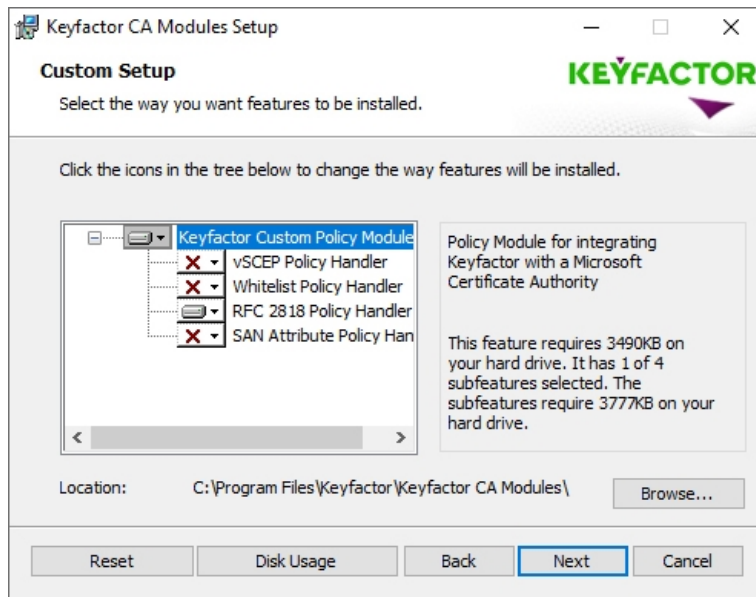 Keyfactor CA Modules Setup
Custom Setup
KEYFACTOR
Select the way you want features to be installed.
Click the icons in the tree below to change the way features will be installed.
Keyfactor Custom Policy Module
vSCEP Policy Handler
Whitelist Policy Handler
RFC 2818 Policy Handler
SAN Attribute Policy Han
Policy Module for integrating
Keyfactor with a Microsoft
Certificate Authority
This feature requires 3490KB on
your hard drive. It has 1 of 4
subfeatures selected. The
subfeatures require 3777KB on your
hard drive.
Location: C:\Program Files\Keyfactor\Keyfactor CA Modules\
Browse...
Reset Disk Usage Back Next Cancel